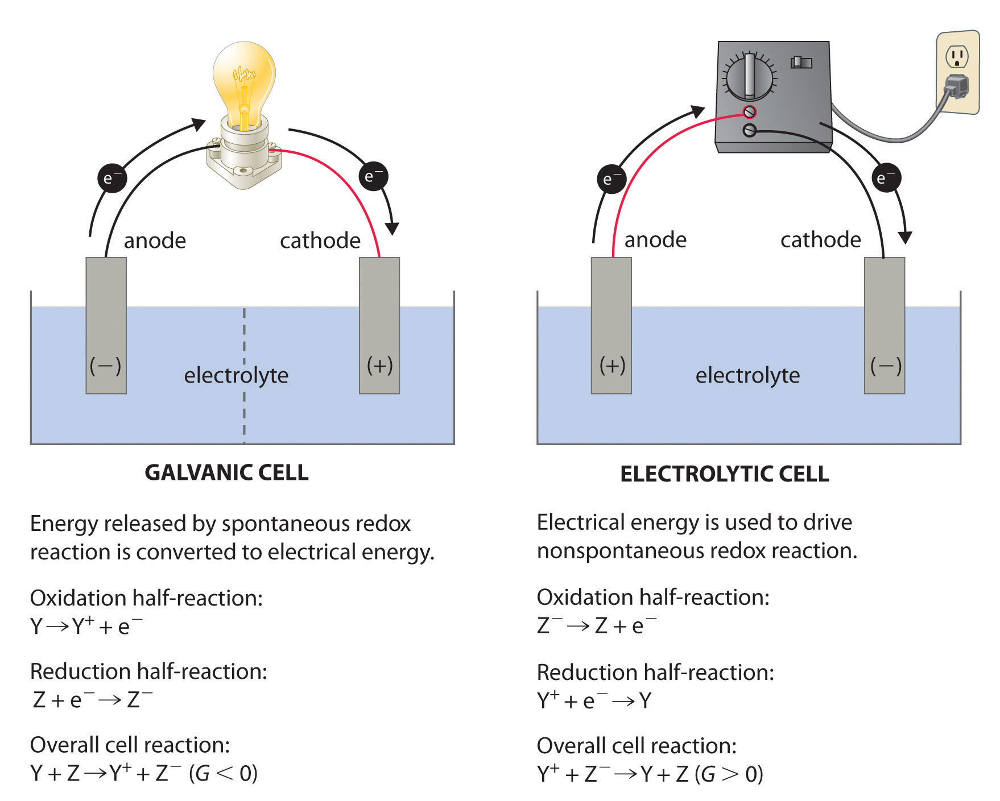 e⁻
e⁻
anode
cathode
(−)
electrolyte
(+)
GALVANIC CELL
Energy released by spontaneous redox
reaction is converted to electrical energy.
Oxidation half-reaction:
Y → Y⁺ + e⁻
Reduction half-reaction:
Z + e⁻ → Z⁻
Overall cell reaction:
Y + Z → Y⁺ + Z⁻ (G < 0)
e⁻
e⁻
anode
cathode
(+)
electrolyte
(−)
ELECTROLYTIC CELL
Electrical energy is used to drive
nonspontaneous redox reaction.
Oxidation half-reaction:
Z⁻ → Z + e⁻
Reduction half-reaction:
Y⁺ + e⁻ → Y
Overall cell reaction:
Y⁺ + Z⁻ → Y + Z (G > 0)